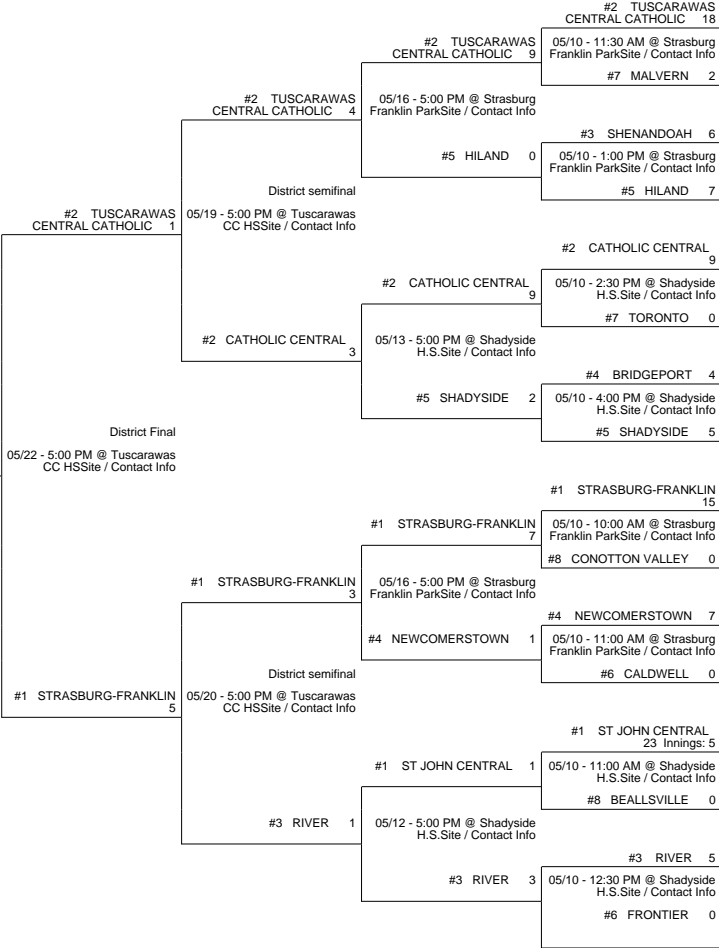 #2 TUSCARAWAS
CENTRAL CATHOLIC 18
05/10 - 11:30 AM @ Strasburg
Franklin ParkSite / Contact Info
#7 MALVERN 2
#2 TUSCARAWAS
CENTRAL CATHOLIC 9
05/16 - 5:00 PM @ Strasburg
Franklin ParkSite / Contact Info
#3 SHENANDOAH 6
05/10 - 1:00 PM @ Strasburg
Franklin ParkSite / Contact Info
#5 HILAND 7
#5 HILAND 0
#2 TUSCARAWAS
CENTRAL CATHOLIC 4
District semifinal
05/19 - 5:00 PM @ Tuscarawas
CC HSSite / Contact Info
#2 TUSCARAWAS
CENTRAL CATHOLIC 1
#2 CATHOLIC CENTRAL
9
05/10 - 2:30 PM @ Shadyside
H.S.Site / Contact Info
#7 TORONTO 0
#2 CATHOLIC CENTRAL
9
05/13 - 5:00 PM @ Shadyside
H.S.Site / Contact Info
#2 CATHOLIC CENTRAL
3
#4 BRIDGEPORT 4
05/10 - 4:00 PM @ Shadyside
H.S.Site / Contact Info
#5 SHADYSIDE 5
#5 SHADYSIDE 2
District Final
05/22 - 5:00 PM @ Tuscarawas
CC HSSite / Contact Info
#1 STRASBURG-FRANKLIN
15
05/10 - 10:00 AM @ Strasburg
Franklin ParkSite / Contact Info
#8 CONOTTON VALLEY 0
#1 STRASBURG-FRANKLIN
7
05/16 - 5:00 PM @ Strasburg
Franklin ParkSite / Contact Info
#1 STRASBURG-FRANKLIN
3
#4 NEWCOMERSTOWN 7
05/10 - 11:00 AM @ Strasburg
Franklin ParkSite / Contact Info
#6 CALDWELL 0
#4 NEWCOMERSTOWN 1
District semifinal
05/20 - 5:00 PM @ Tuscarawas
CC HSSite / Contact Info
#1 STRASBURG-FRANKLIN
5
#1 ST JOHN CENTRAL
23 Innings: 5
05/10 - 11:00 AM @ Shadyside
H.S.Site / Contact Info
#8 BEALLSVILLE 0
#1 ST JOHN CENTRAL 1
05/12 - 5:00 PM @ Shadyside
H.S.Site / Contact Info
#3 RIVER 1
#3 RIVER 5
05/10 - 12:30 PM @ Shadyside
H.S.Site / Contact Info
#6 FRONTIER 0
#3 RIVER 3